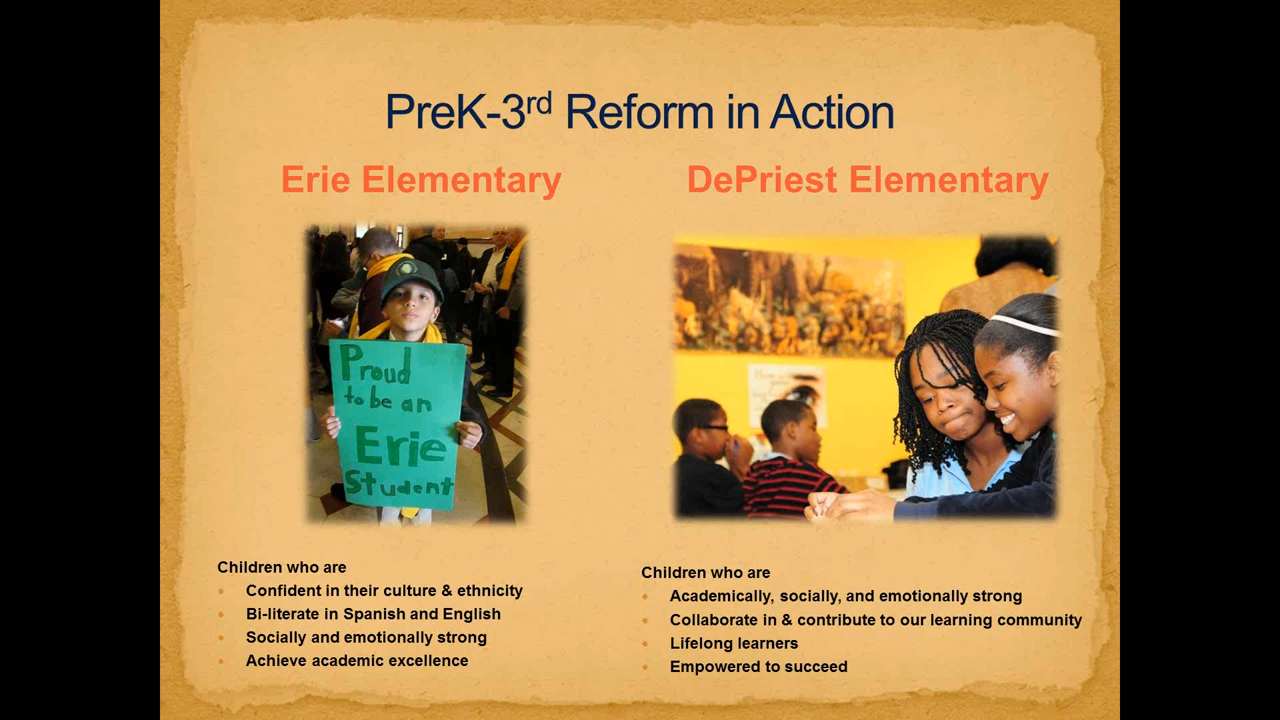 PreK-3rd Reform in Action
Erie Elementary
DePriest Elementary
Proud
to be an
Erie
Student
Children who are
• Confident in their culture & ethnicity
• Bi-literate in Spanish and English
• Socially and emotionally strong
• Achieve academic excellence
Children who are
• Academically, socially, and emotionally strong
• Collaborate in & contribute to our learning community
• Lifelong learners
• Empowered to succeed